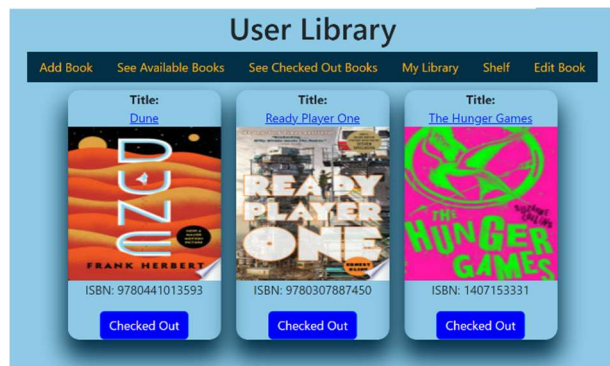 User Library
Add Book See Available Books See Checked Out Books My Library Shelf Edit Book
Title:
Dune
DUNE
FRANK HERBERT
ISBN: 9780441013593
Checked Out
Title:
Ready Player One
READY
PLAYER
ONE
ERNEST
CLINE
ISBN: 9780307887450
Checked Out
Title:
The Hunger Games
THE
HUNGER
GAMES
SUZANNE
COLLINS
ISBN: 1407153331
Checked Out